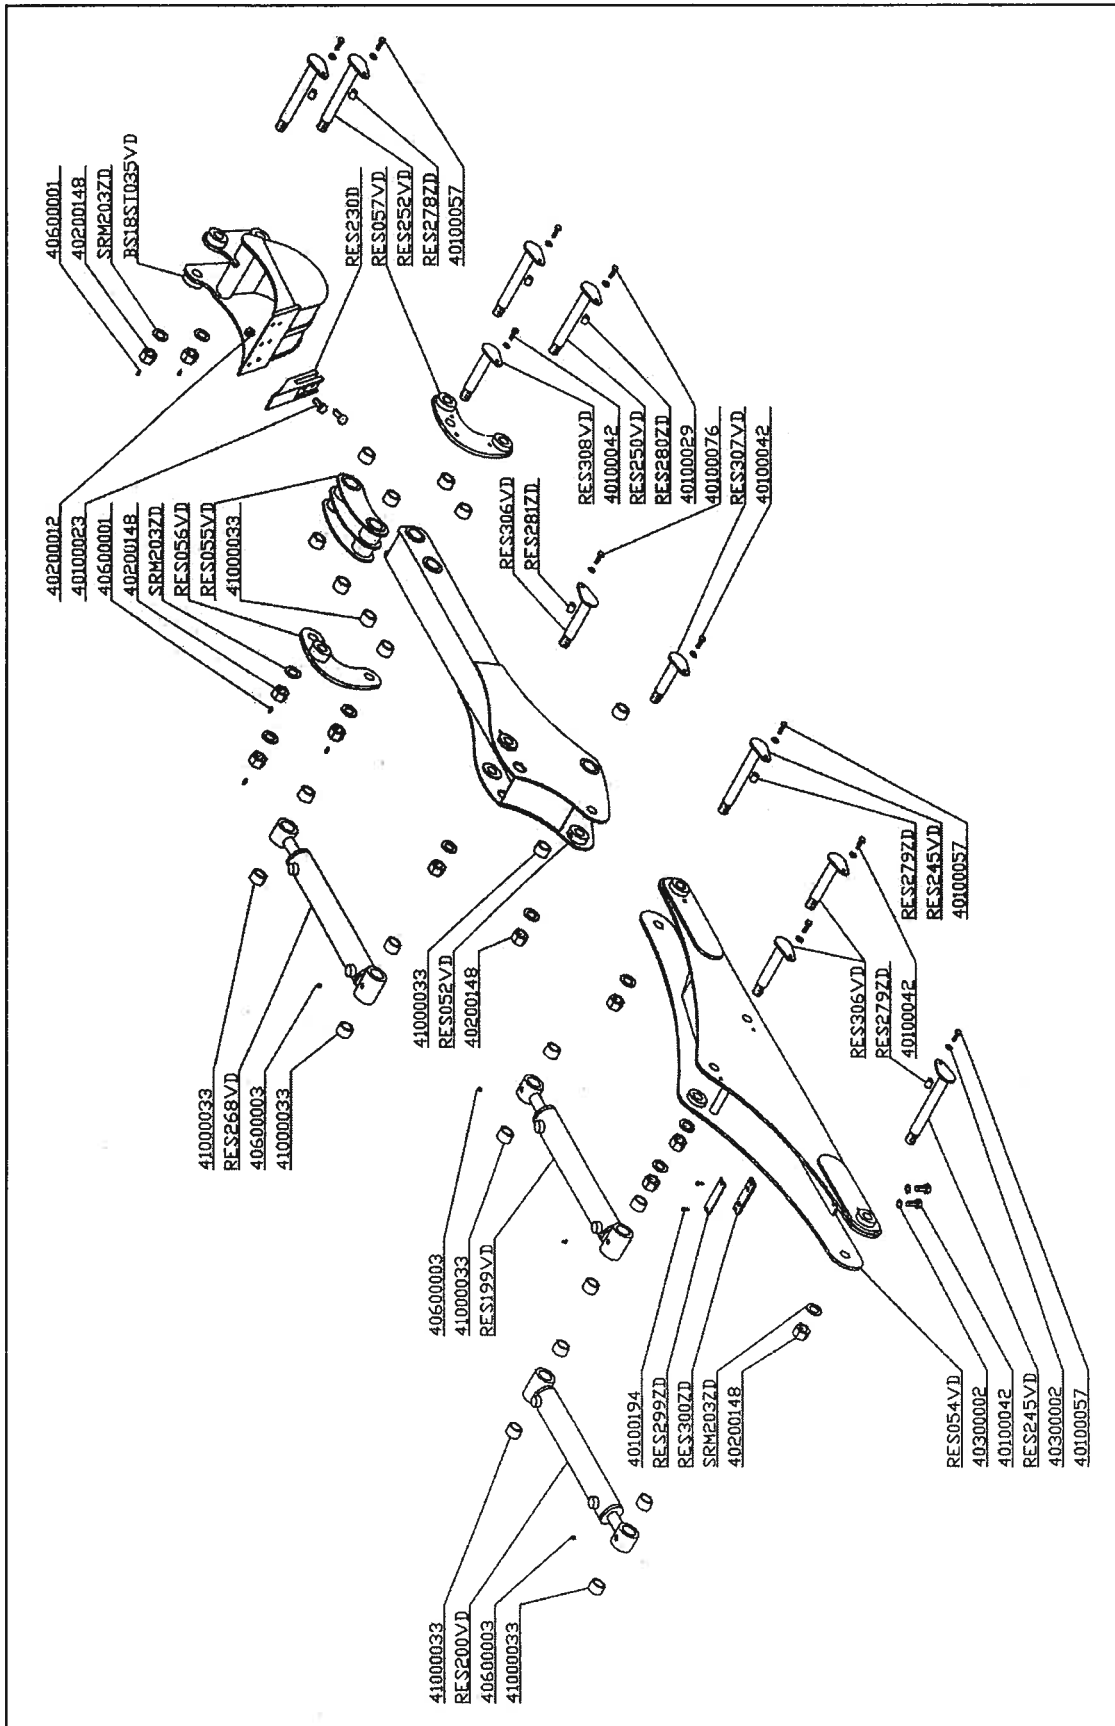 40600001
40200148
SRM203ZD
BS18ST035VD
RES230D
RES057VD
RES252VD
RES278ZD
40100057
40200012
40100023
40600001
40200148
SRM203ZD
RES056VD
RES055VD
41000033
RES306VD
RES281ZD
RES308VD
40100042
RES250VD
RES280ZD
40100029
40100076
RES307VD
40100042
41000033
RES268VD
40600003
41000033
41000033
RES052VD
40200148
RES279ZD
RES245VD
40100057
RES306VD
RES279ZD
40100042
40600003
41000033
RES199VD
41000033
RES200VD
40600003
41000033
40100194
RES299ZD
RES300ZD
SRM203ZD
40200148
RES054VD
40300002
40100042
RES245VD
40300002
40100057